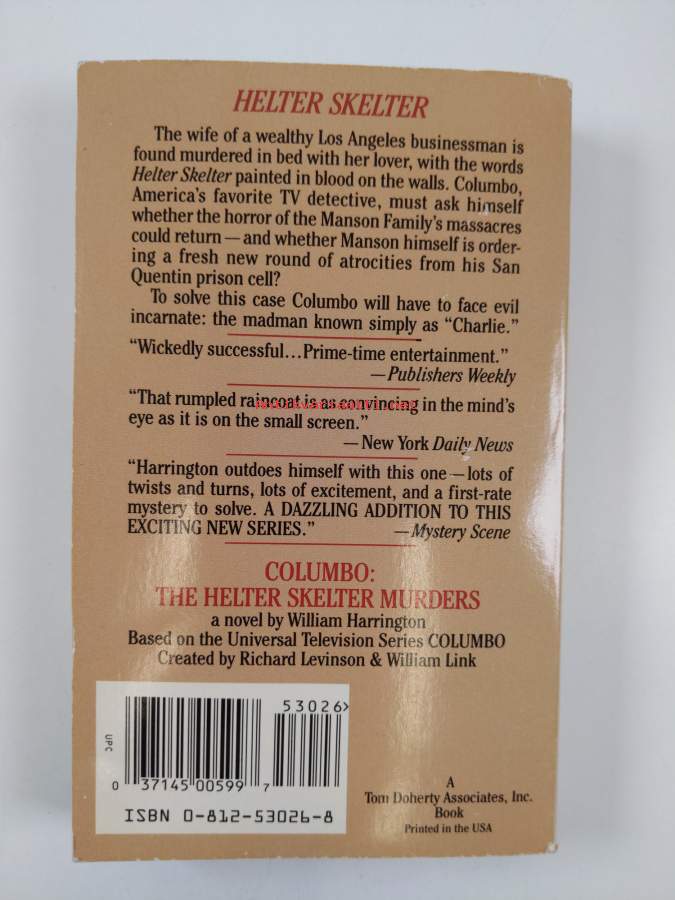 HELTER SKELTER
The wife of a wealthy Los Angeles businessman is
found murdered in bed with her lover, with the words
Helter Skelter painted in blood on the walls. Columbo,
America's favorite TV detective, must ask himself
whether the horror of the Manson Family's massacres
could return—and whether Manson himself is order-
ing a fresh new round of atrocities from his San
Quentin prison cell?
To solve this case Columbo will have to face evil
incarnate: the madman known simply as “Charlie.”
“Wickedly successful...Prime-time entertainment.”
—Publishers Weekly
“That rumpled raincoat is as convincing in the mind's
eye as it is on the small screen.”
—New York Daily News
“Harrington outdoes himself with this one—lots of
twists and turns, lots of excitement, and a first-rate
mystery to solve. A DAZZLING ADDITION TO THIS
EXCITING NEW SERIES.” —Mystery Scene
COLUMBO:
THE HELTER SKELTER MURDERS
a novel by William Harrington
Based on the Universal Television Series COLUMBO
Created by Richard Levinson & William Link
53026>
UPC
0 37145 00599 7
ISBN 0-812-53026-8
A
Tom Doherty Associates, Inc.
Book
Printed in the USA